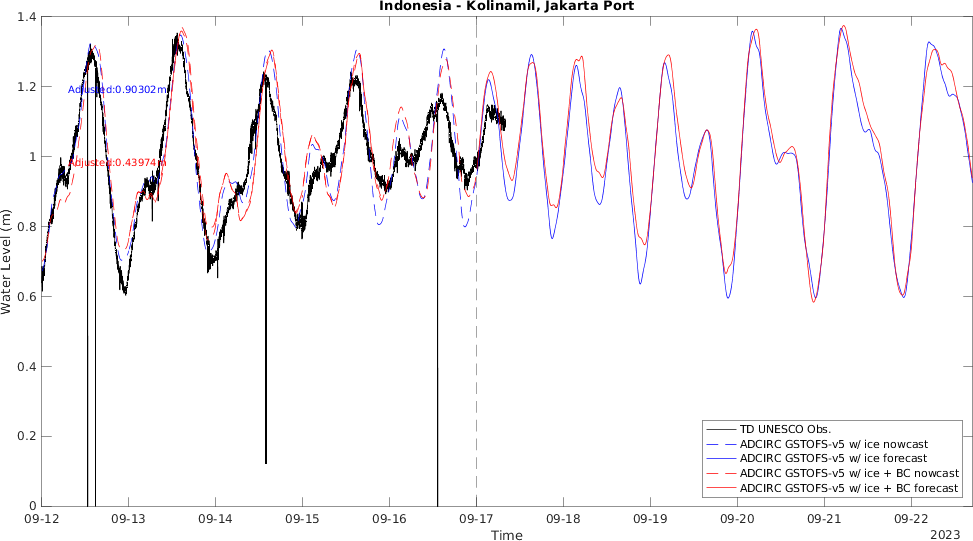 Indonesia - Kolinamil, Jakarta Port
1.4
1.2
1
0.8
0.6
0.4
0.2
0
Water Level (m)
Adjusted:0.90302m
Adjusted:0.43974m
TD UNESCO Obs.
ADCIRC GSTOFS-v5 w/ ice nowcast
ADCIRC GSTOFS-v5 w/ ice forecast
ADCIRC GSTOFS-v5 w/ ice + BC nowcast
ADCIRC GSTOFS-v5 w/ ice + BC forecast
09-12 09-13 09-14 09-15 09-16 09-17 09-18 09-19 09-20 09-21 09-22
Time
2023